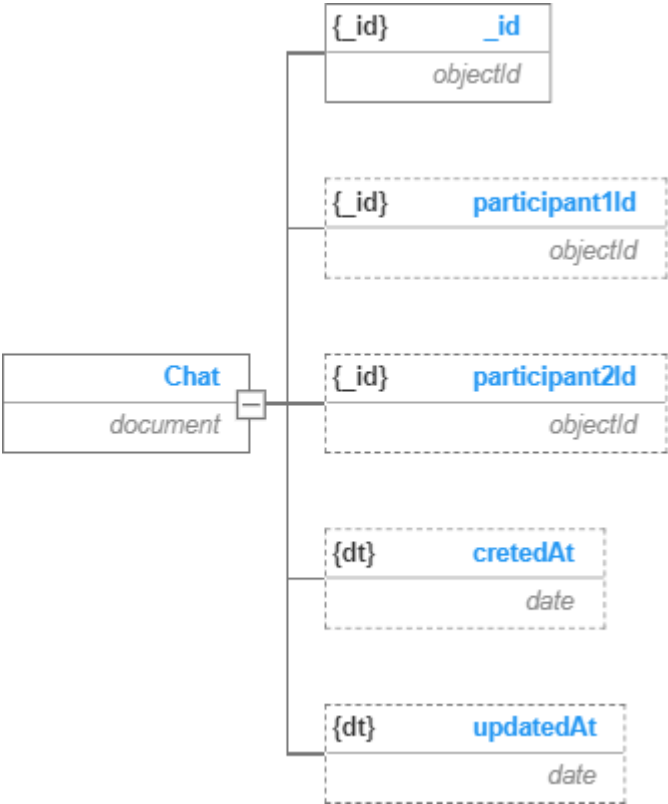 {_id} _id
objectId
{_id} participant1Id
objectId
Chat
document
{_id} participant2Id
objectId
{dt} cretedAt
date
{dt} updatedAt
date